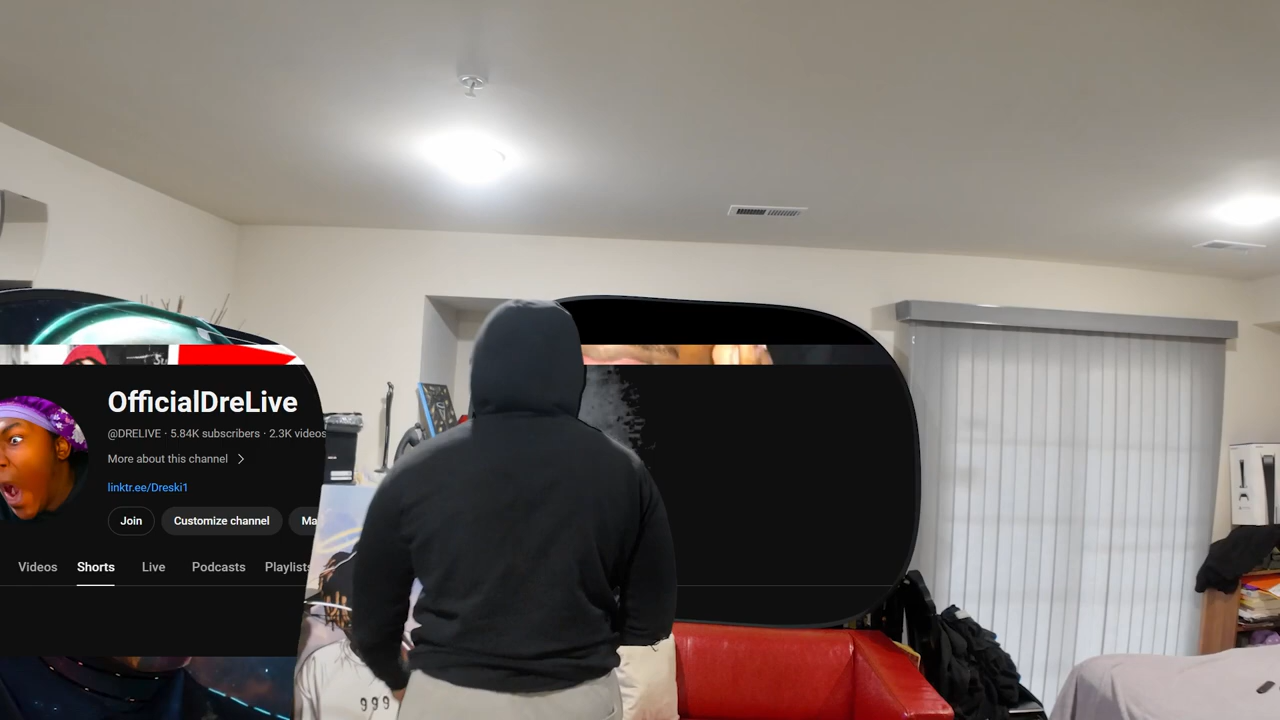 OfficialDreLive
@DRELIVE · 5.84K subscribers · 2.3K videos
More about this channel
linktr.ee/Dreski1
Join
Customize channel
Ma
Videos
Shorts
Live
Podcasts
Playlists
999